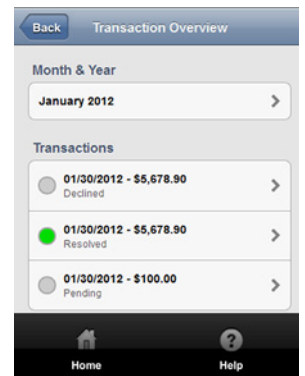 Back Transaction Overview
Month & Year
January 2012
Transactions
01/30/2012 - $5,678.90
Declined
01/30/2012 - $5,678.90
Resolved
01/30/2012 - $100.00
Pending
?
Home Help